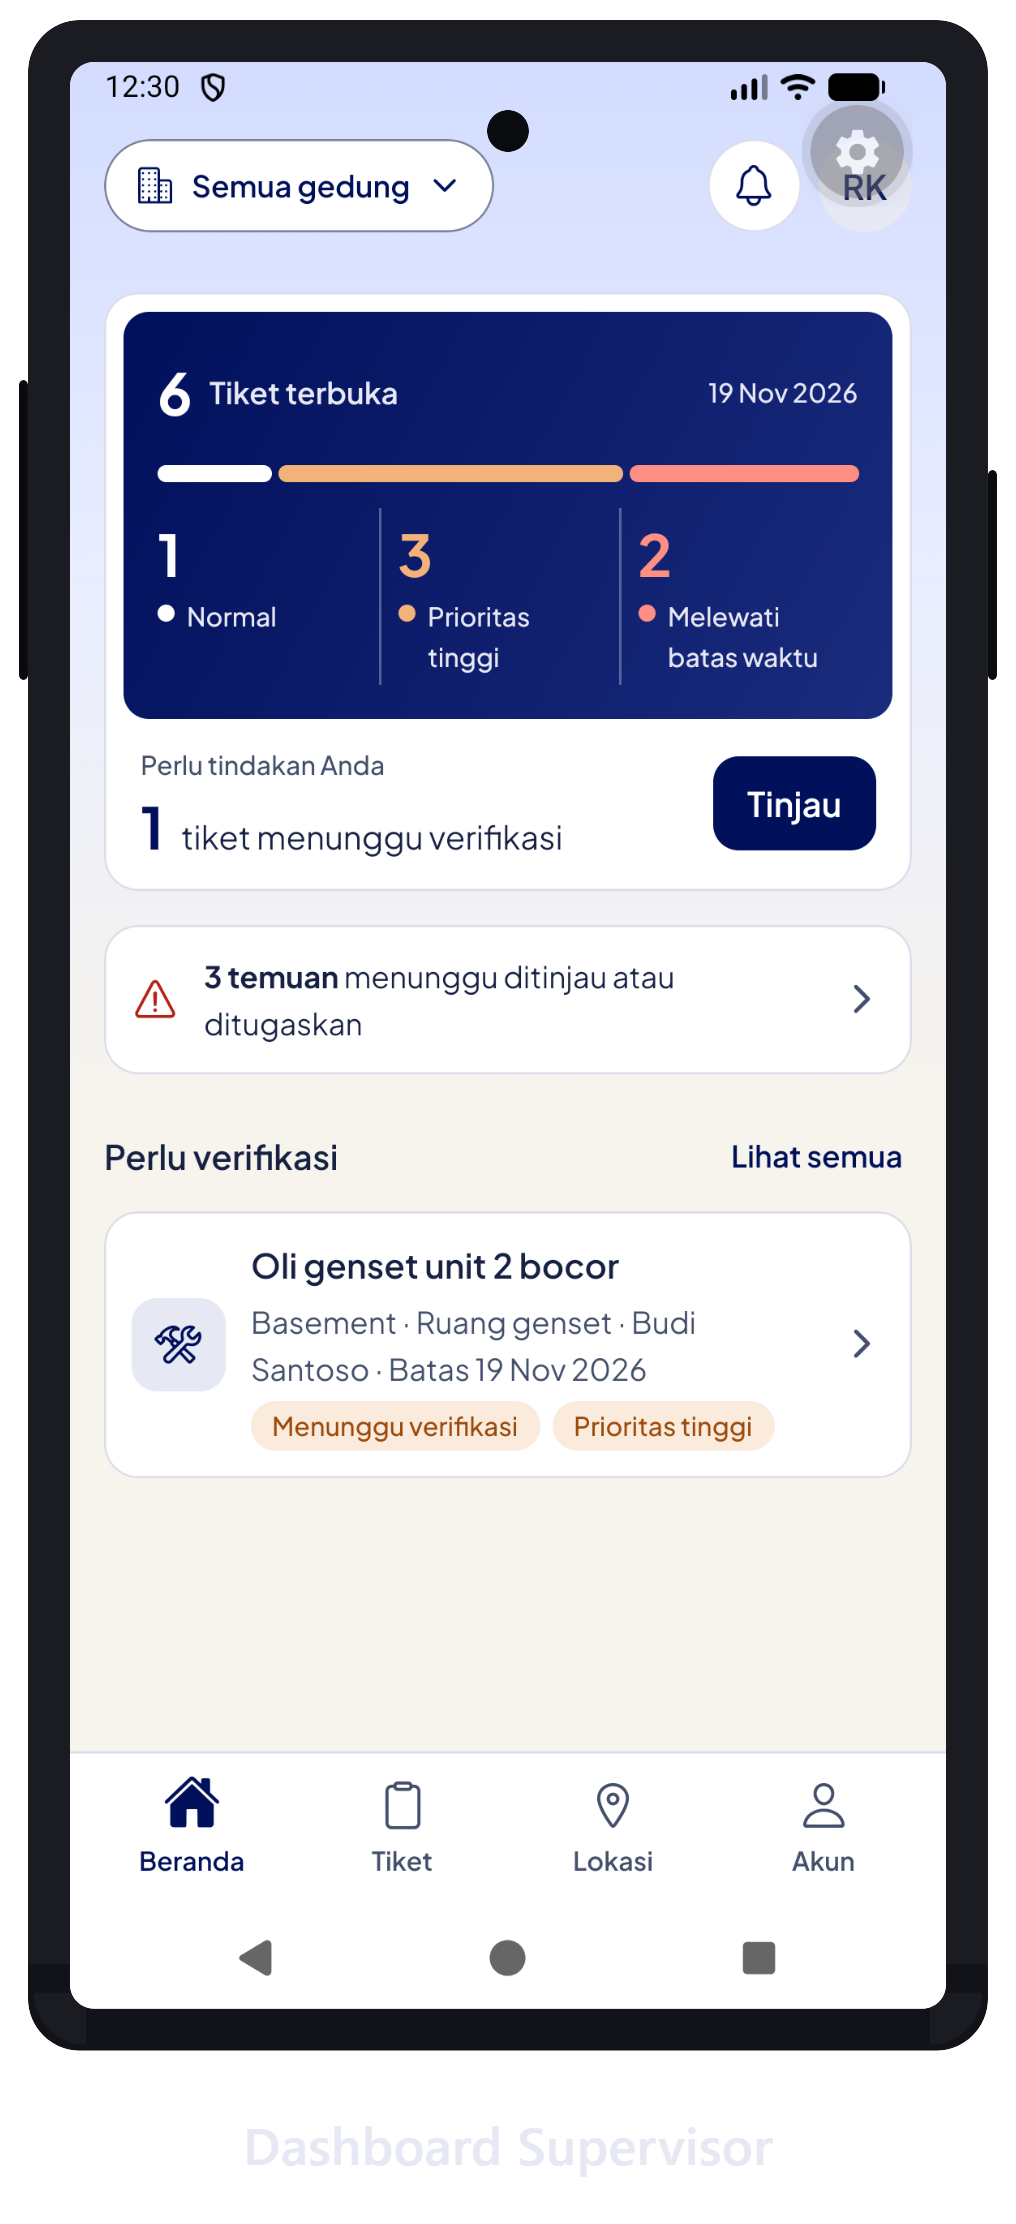 12:30
Semua gedung
RK
6 Tiket terbuka
19 Nov 2026
1
Normal
3
Prioritas
tinggi
2
Melewati
batas waktu
Perlu tindakan Anda
1 tiket menunggu verifikasi
Tinjau
3 temuan menunggu ditinjau atau
ditugaskan
Perlu verifikasi
Lihat semua
Oli genset unit 2 bocor
Basement · Ruang genset · Budi
Santoso · Batas 19 Nov 2026
Menunggu verifikasi
Prioritas tinggi
Beranda
Tiket
Lokasi
Akun
Dashboard Supervisor